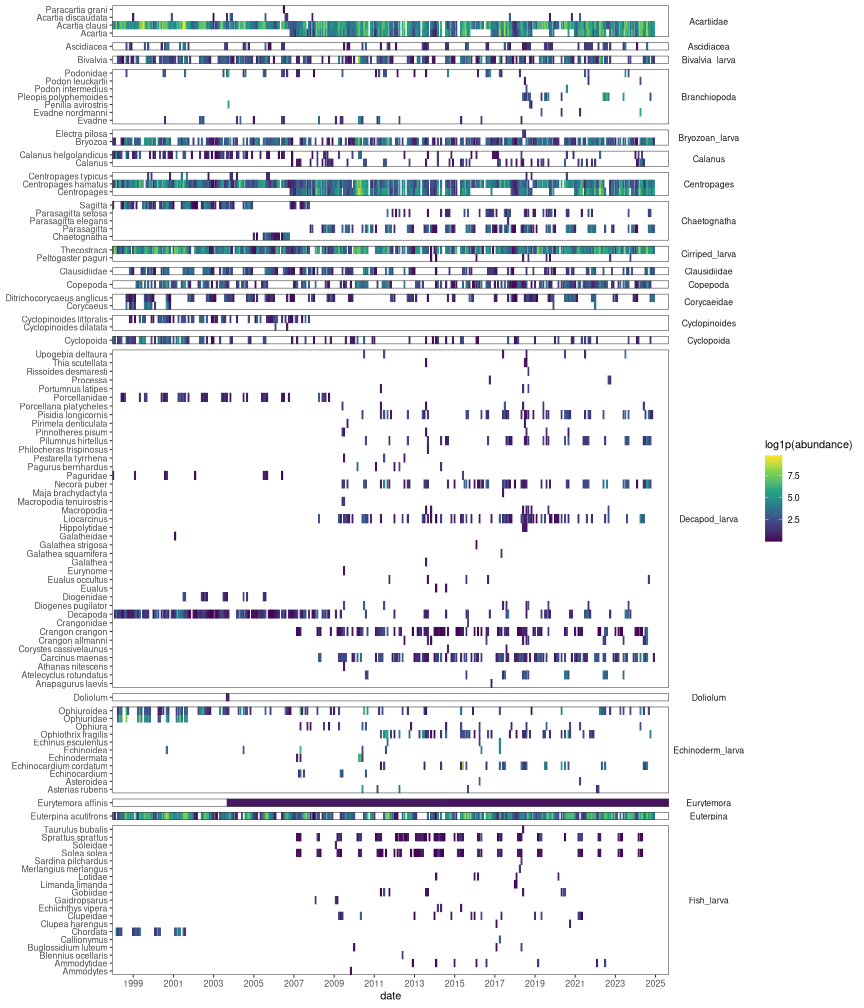 Paracartia grani
Acartia discaudata
Acartia clausi
Acartia
Acartiidae
Ascidiacea
Ascidiacea
Bivalvia
Bivalvia larva
Podonidae
Podon leuckartii
Podon intermedius
Pleopis polyphemoides
Penilia avirostris
Evadne nordmanni
Evadne
Branchiopoda
Electra pilosa
Bryozoa
Bryozoan_larva
Calanus helgolandicus
Calanus
Calanus
Centropages typicus
Centropages hamatus
Centropages
Centropages
Sagitta
Parasagitta setosa
Parasagitta elegans
Parasagitta
Chaetognatha
Chaetognatha
Thecostraca
Peltogaster paguri
Cirriped_larva
Clausidiidae
Clausidiidae
Copepoda
Copepoda
Ditrichocorycaeus anglicus
Corycaeus
Corycaeidae
Cyclopinoides littoralis
Cyclopinoides dilatata
Cyclopinoides
Cyclopoida
Cyclopoida
Upogebia deltaura
Thia scutellata
Rissoides desmaresti
Processa
Portumnus latipes
Porcellanidae
Porcellana platycheles
Pisidia longicornis
Pirimela denticulata
Pinnotheres pisum
Pilumnus hirtellus
Philocheras trispinosus
Pestarella tyrrhena
Pagurus bernhardus
Paguridae
Necora puber
Maja brachydactyla
Macropodia tenuirostris
Macropodia
Liocarcinus
Hippolytidae
Galatheidae
Galathea strigosa
Galathea squamifera
Galathea
Eurynome
Eualus occultus
Eualus
Diogenidae
Diogenes pugilator
Decapoda
Crangonidae
Crangon crangon
Crangon allmanni
Corystes cassivelaunus
Carcinus maenas
Athanas nitescens
Atelecyclus rotundatus
Anapagurus laevis
Decapod_larva
Doliolum
Doliolum
Ophiuroidea
Ophiuridae
Ophiura
Ophiothrix fragilis
Echinus esculentus
Echinoidea
Echinodermata
Echinocardium cordatum
Echinocardium
Asteroidea
Asterias rubens
Echinoderm_larva
Eurytemora affinis
Eurytemora
Euterpina acutifrons
Euterpina
Taurulus bubalis
Sprattus sprattus
Soleidae
Solea solea
Sardina pilchardus
Merlangius merlangus
Lotidae
Limanda limanda
Gobiidae
Gaidropsarus
Echiichthys vipera
Clupeidae
Clupea harengus
Chordata
Callionymus
Buglossidium luteum
Blennius ocellaris
Ammodytidae
Ammodytes
Fish_larva
1999 2001 2003 2005 2007 2009 2011 2013 2015 2017 2019 2021 2023 2025
date
log1p(abundance)
7.5
5.0
2.5